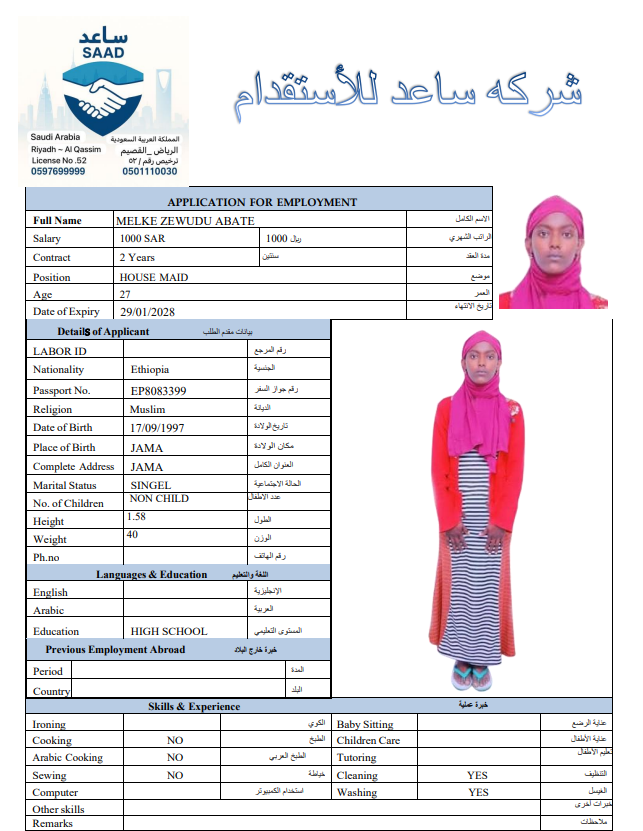 ساعد
SAAD
شركه ساعد للأستقدام
Saudi Arabia
Riyadh ~ Al Qassim
License No .52
0597699999
المملكة العربية السعودية
الرياض _القصيم
ترخيص رقم / ٥٢
0501110030
APPLICATION FOR EMPLOYMENT
Full Name MELKE ZEWUDU ABATE الاسم الكامل
Salary 1000 SAR 1000 ريال الراتب الشهري
Contract 2 Years سنتين مدة العقد
Position HOUSE MAID موضع
Age 27 العمر
Date of Expiry 29/01/2028 تاريخ الانتهاء
Details of Applicant بيانات مقدم الطلب
LABOR ID رقم المرجع
Nationality Ethiopia الجنسية
Passport No. EP8083399 رقم جواز السفر
Religion Muslim الديانة
Date of Birth 17/09/1997 تاريخ الولادة
Place of Birth JAMA مكان الولادة
Complete Address JAMA العنوان الكامل
Marital Status SINGEL الحالة الاجتماعية
No. of Children NON CHILD عدد الاطفال
Height 1.58 الطول
Weight 40 الوزن
Ph.no رقم الهاتف
Languages & Education اللغة والتعليم
English الإنجليزية
Arabic العربية
Education HIGH SCHOOL المستوى التعليمي
Previous Employment Abroad خبرة خارج البلاد
Period المدة
Country البلد
Skills & Experience خبرة عملية
Ironing الكوي Baby Sitting عناية الرضع
Cooking NO الطبخ Children Care عناية الأطفال
Arabic Cooking NO الطبخ العربي Tutoring تعليم الأطفال
Sewing NO خياطة Cleaning YES التنظيف
Computer استخدام الكمبيوتر Washing YES الغسيل
Other skills خبرات أخرى
Remarks ملاحظات